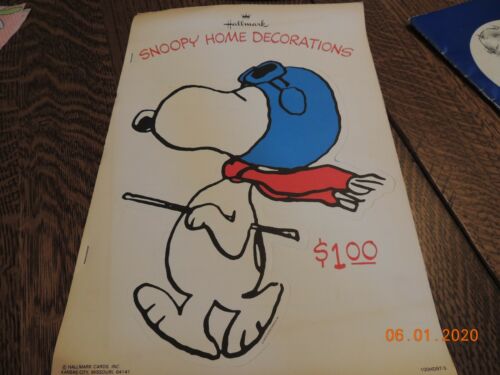 Hallmark
SNOOPY HOME DECORATIONS
$1.00
06.01.2020
© HALLMARK CARDS, INC.
KANSAS CITY, MISSOURI, 64141